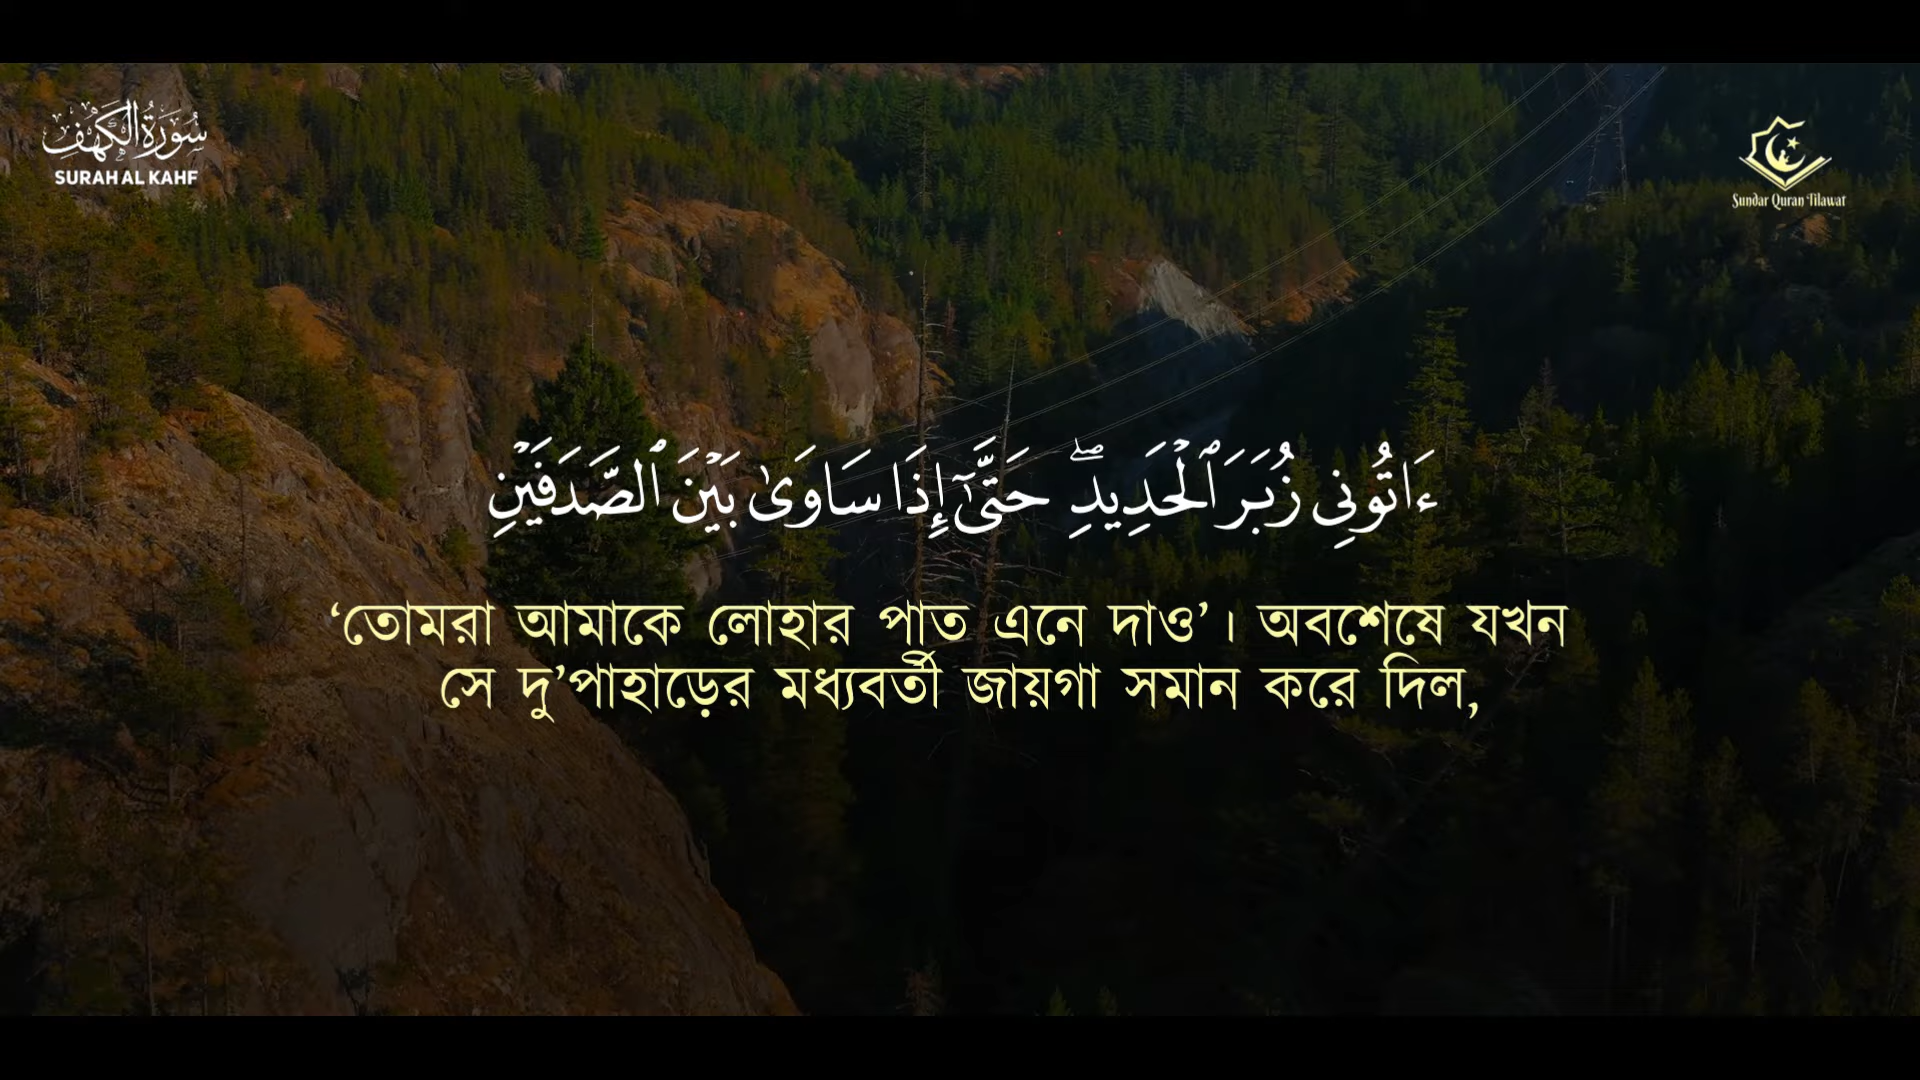 سُورَةُ الكَهْفِ
SURAH AL KAHF
Sundar Quran Tilawat
ءَاتُونِى زُبَرَ ٱلْحَدِيدِ ۖ حَتَّىٰٓ إِذَا سَاوَىٰ بَيْنَ ٱلصَّدَفَيْنِ
‘তোমরা আমাকে লোহার পাত এনে দাও’। অবশেষে যখন
সে দু’পাহাড়ের মধ্যবর্তী জায়গা সমান করে দিল,